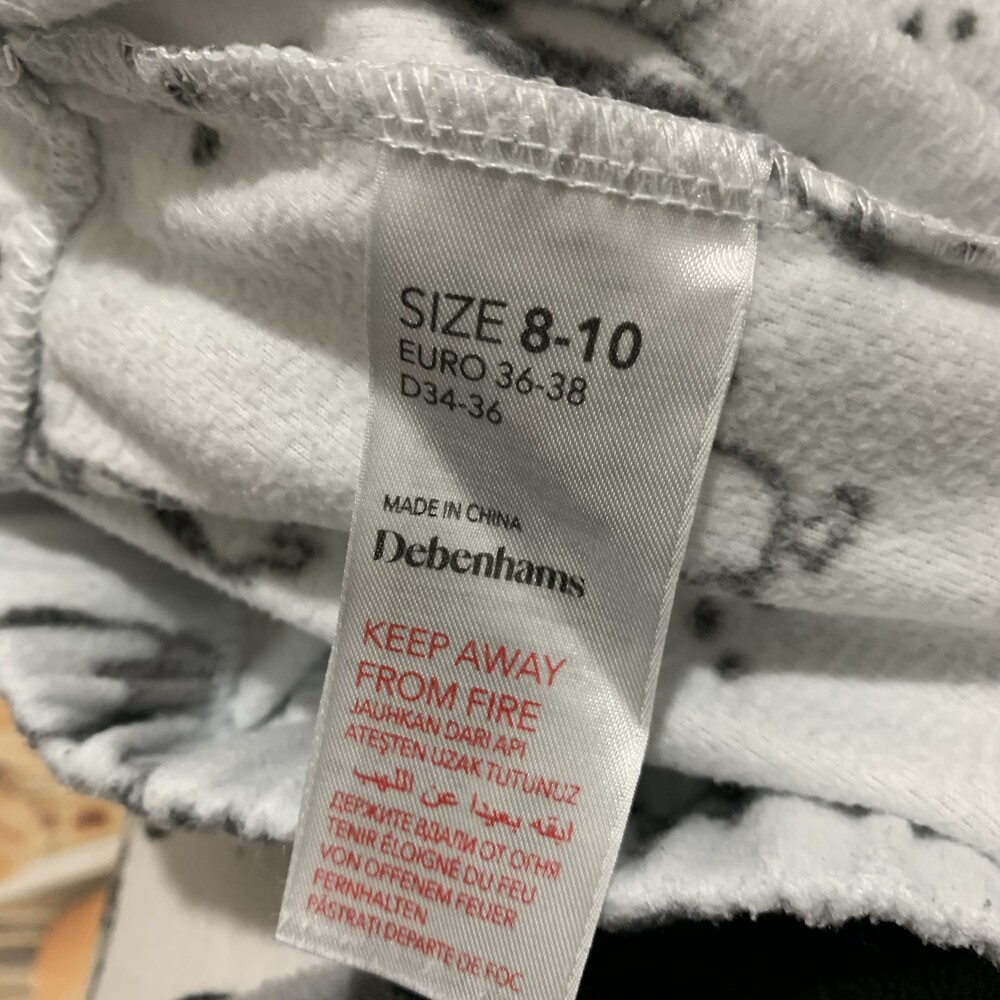 SIZE 8-10
EURO 36-38
D34-36
MADE IN CHINA
Debenhams
KEEP AWAY
FROM FIRE
JAUHKAN DARI API
ATEŞTEN UZAK TUTUNUZ
ابقه بعيدا عن اللهب
ДЕРЖИТЕ ВДАЛИ ОТ ОГНЯ
TENIR ÉLOIGNÉ DU FEU
VON OFFENEM FEUER
FERNHALTEN
PĂSTRAȚI DEPARTE DE FOC